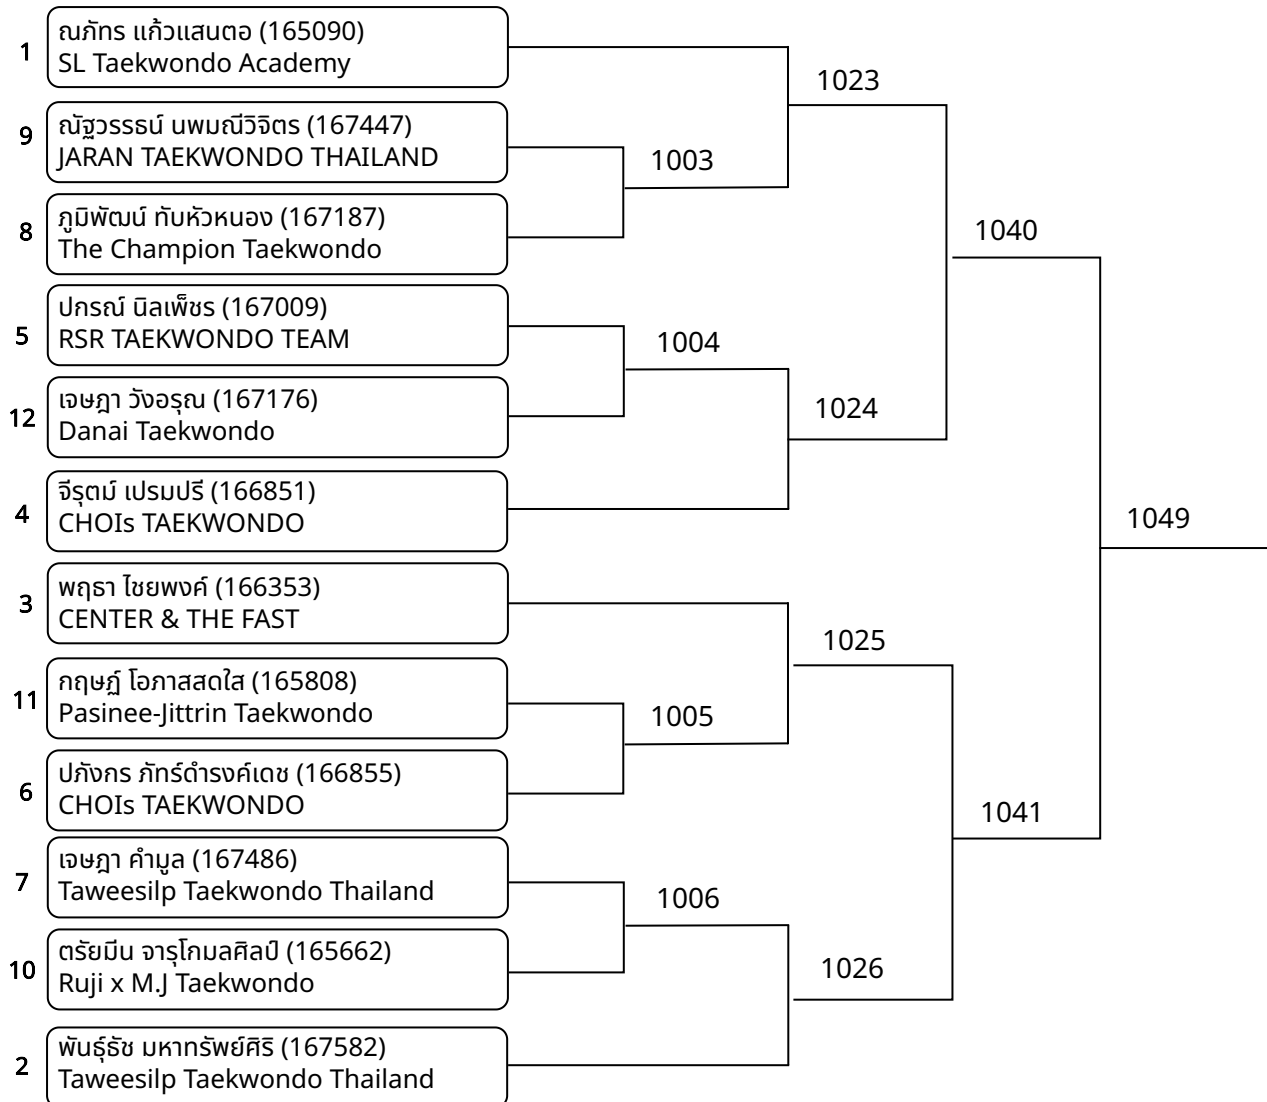 1
ณภัทร แก้วแสนตอ (165090)
SL Taekwondo Academy
1023
9
ณัฐวรรธน์ นพมณีวิจิตร (167447)
JARAN TAEKWONDO THAILAND
1003
8
ภูมิพัฒน์ ทับหัวหนอง (167187)
The Champion Taekwondo
1040
5
ปกรณ์ นิลเพ็ชร (167009)
RSR TAEKWONDO TEAM
1004
12
เจษฎา วังอรุณ (167176)
Danai Taekwondo
1024
4
จีรุตม์ เปรมปรี (166851)
CHOIs TAEKWONDO
1049
3
พฤธา ไชยพงค์ (166353)
CENTER & THE FAST
1025
11
กฤษฏ์ โอภาสสดใส (165808)
Pasinee-Jittrin Taekwondo
1005
6
ปภังกร ภัทร์ดำรงค์เดช (166855)
CHOIs TAEKWONDO
1041
7
เจษฎา คำมูล (167486)
Taweesilp Taekwondo Thailand
1006
10
ตรัยมีน จารุโกมลศิลป์ (165662)
Ruji x M.J Taekwondo
1026
2
พันธุ์ธัช มหาทรัพย์ศิริ (167582)
Taweesilp Taekwondo Thailand